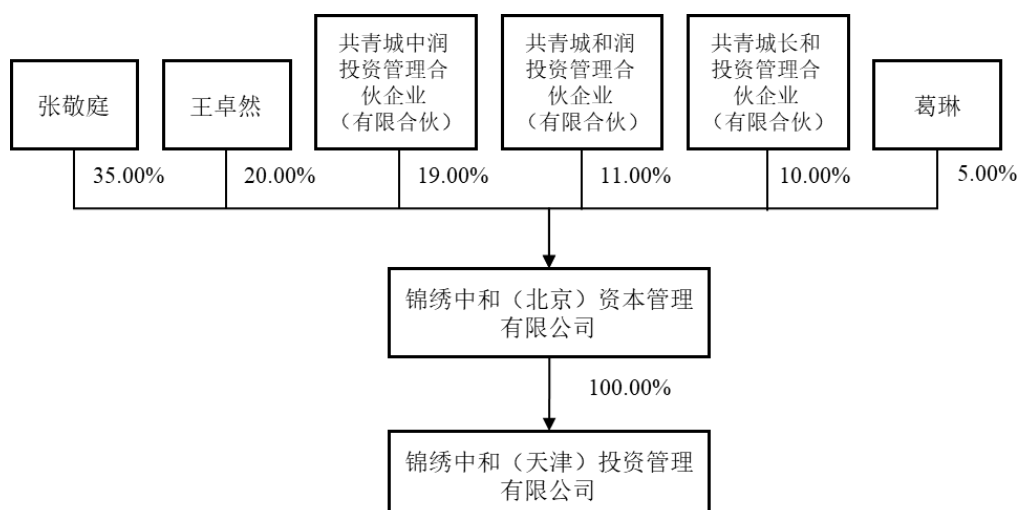 张敬庭
王卓然
共青城中润
投资管理合
伙企业
（有限合伙）
共青城和润
投资管理合
伙企业
（有限合伙）
共青城长和
投资管理合
伙企业
（有限合伙）
葛琳
35.00%
20.00%
19.00%
11.00%
10.00%
5.00%
锦绣中和（北京）资本管理
有限公司
100.00%
锦绣中和（天津）投资管理
有限公司